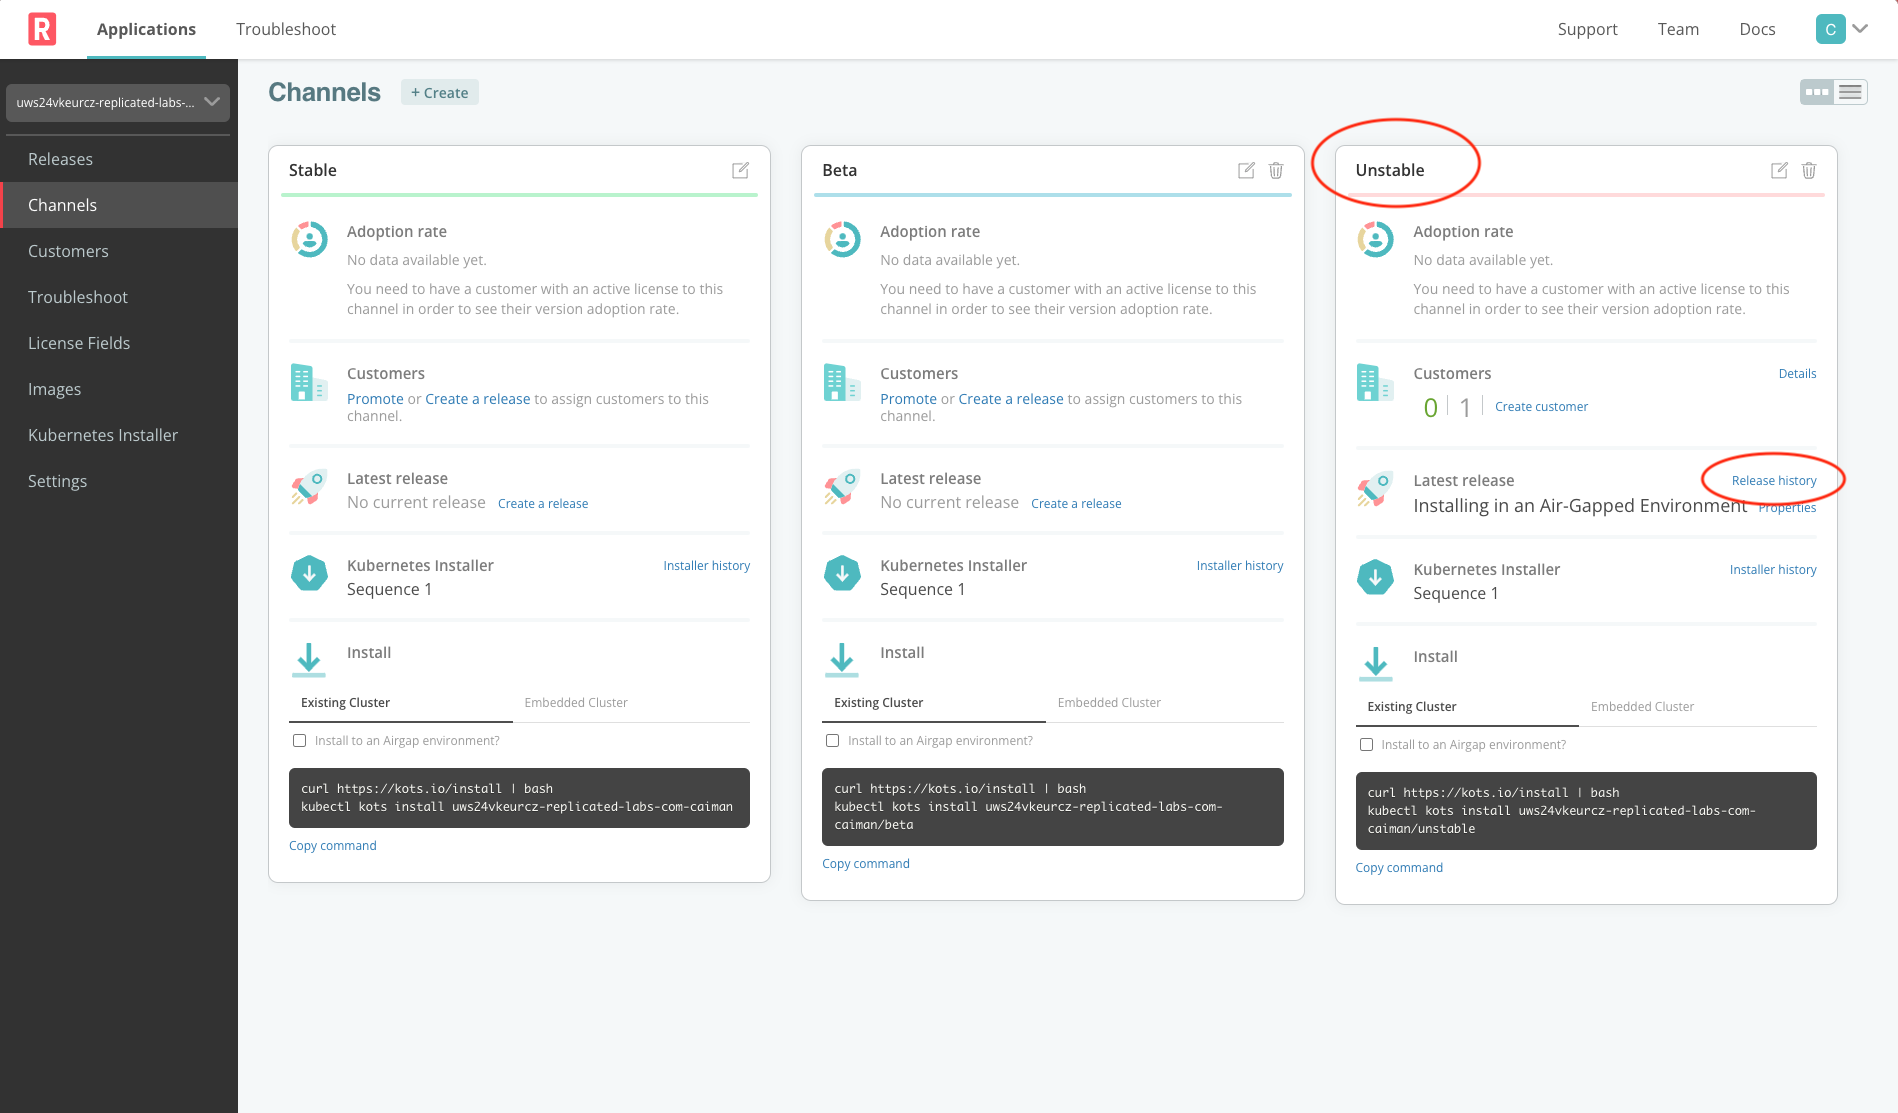 R Applications Troubleshoot Support Team Docs C
uws24vkeurcz-replicated-labs-...
Releases
Channels
Customers
Troubleshoot
License Fields
Images
Kubernetes Installer
Settings
Channels + Create
Stable
Adoption rate
No data available yet.
You need to have a customer with an active license to this
channel in order to see their version adoption rate.
Customers
Promote or Create a release to assign customers to this
channel.
Latest release
No current release Create a release
Kubernetes Installer Installer history
Sequence 1
Install
Existing Cluster Embedded Cluster
Install to an Airgap environment?
curl https://kots.io/install | bash
kubectl kots install uws24vkeurcz-replicated-labs-com-caiman
Copy command
Beta
Adoption rate
No data available yet.
You need to have a customer with an active license to this
channel in order to see their version adoption rate.
Customers
Promote or Create a release to assign customers to this
channel.
Latest release
No current release Create a release
Kubernetes Installer Installer history
Sequence 1
Install
Existing Cluster Embedded Cluster
Install to an Airgap environment?
curl https://kots.io/install | bash
kubectl kots install uws24vkeurcz-replicated-labs-com-
caiman/beta
Copy command
Unstable
Adoption rate
No data available yet.
You need to have a customer with an active license to this
channel in order to see their version adoption rate.
Customers Details
0 | 1 | Create customer
Latest release Release history
Installing in an Air-Gapped Environment Properties
Kubernetes Installer Installer history
Sequence 1
Install
Existing Cluster Embedded Cluster
Install to an Airgap environment?
curl https://kots.io/install | bash
kubectl kots install uws24vkeurcz-replicated-labs-com-
caiman/unstable
Copy command